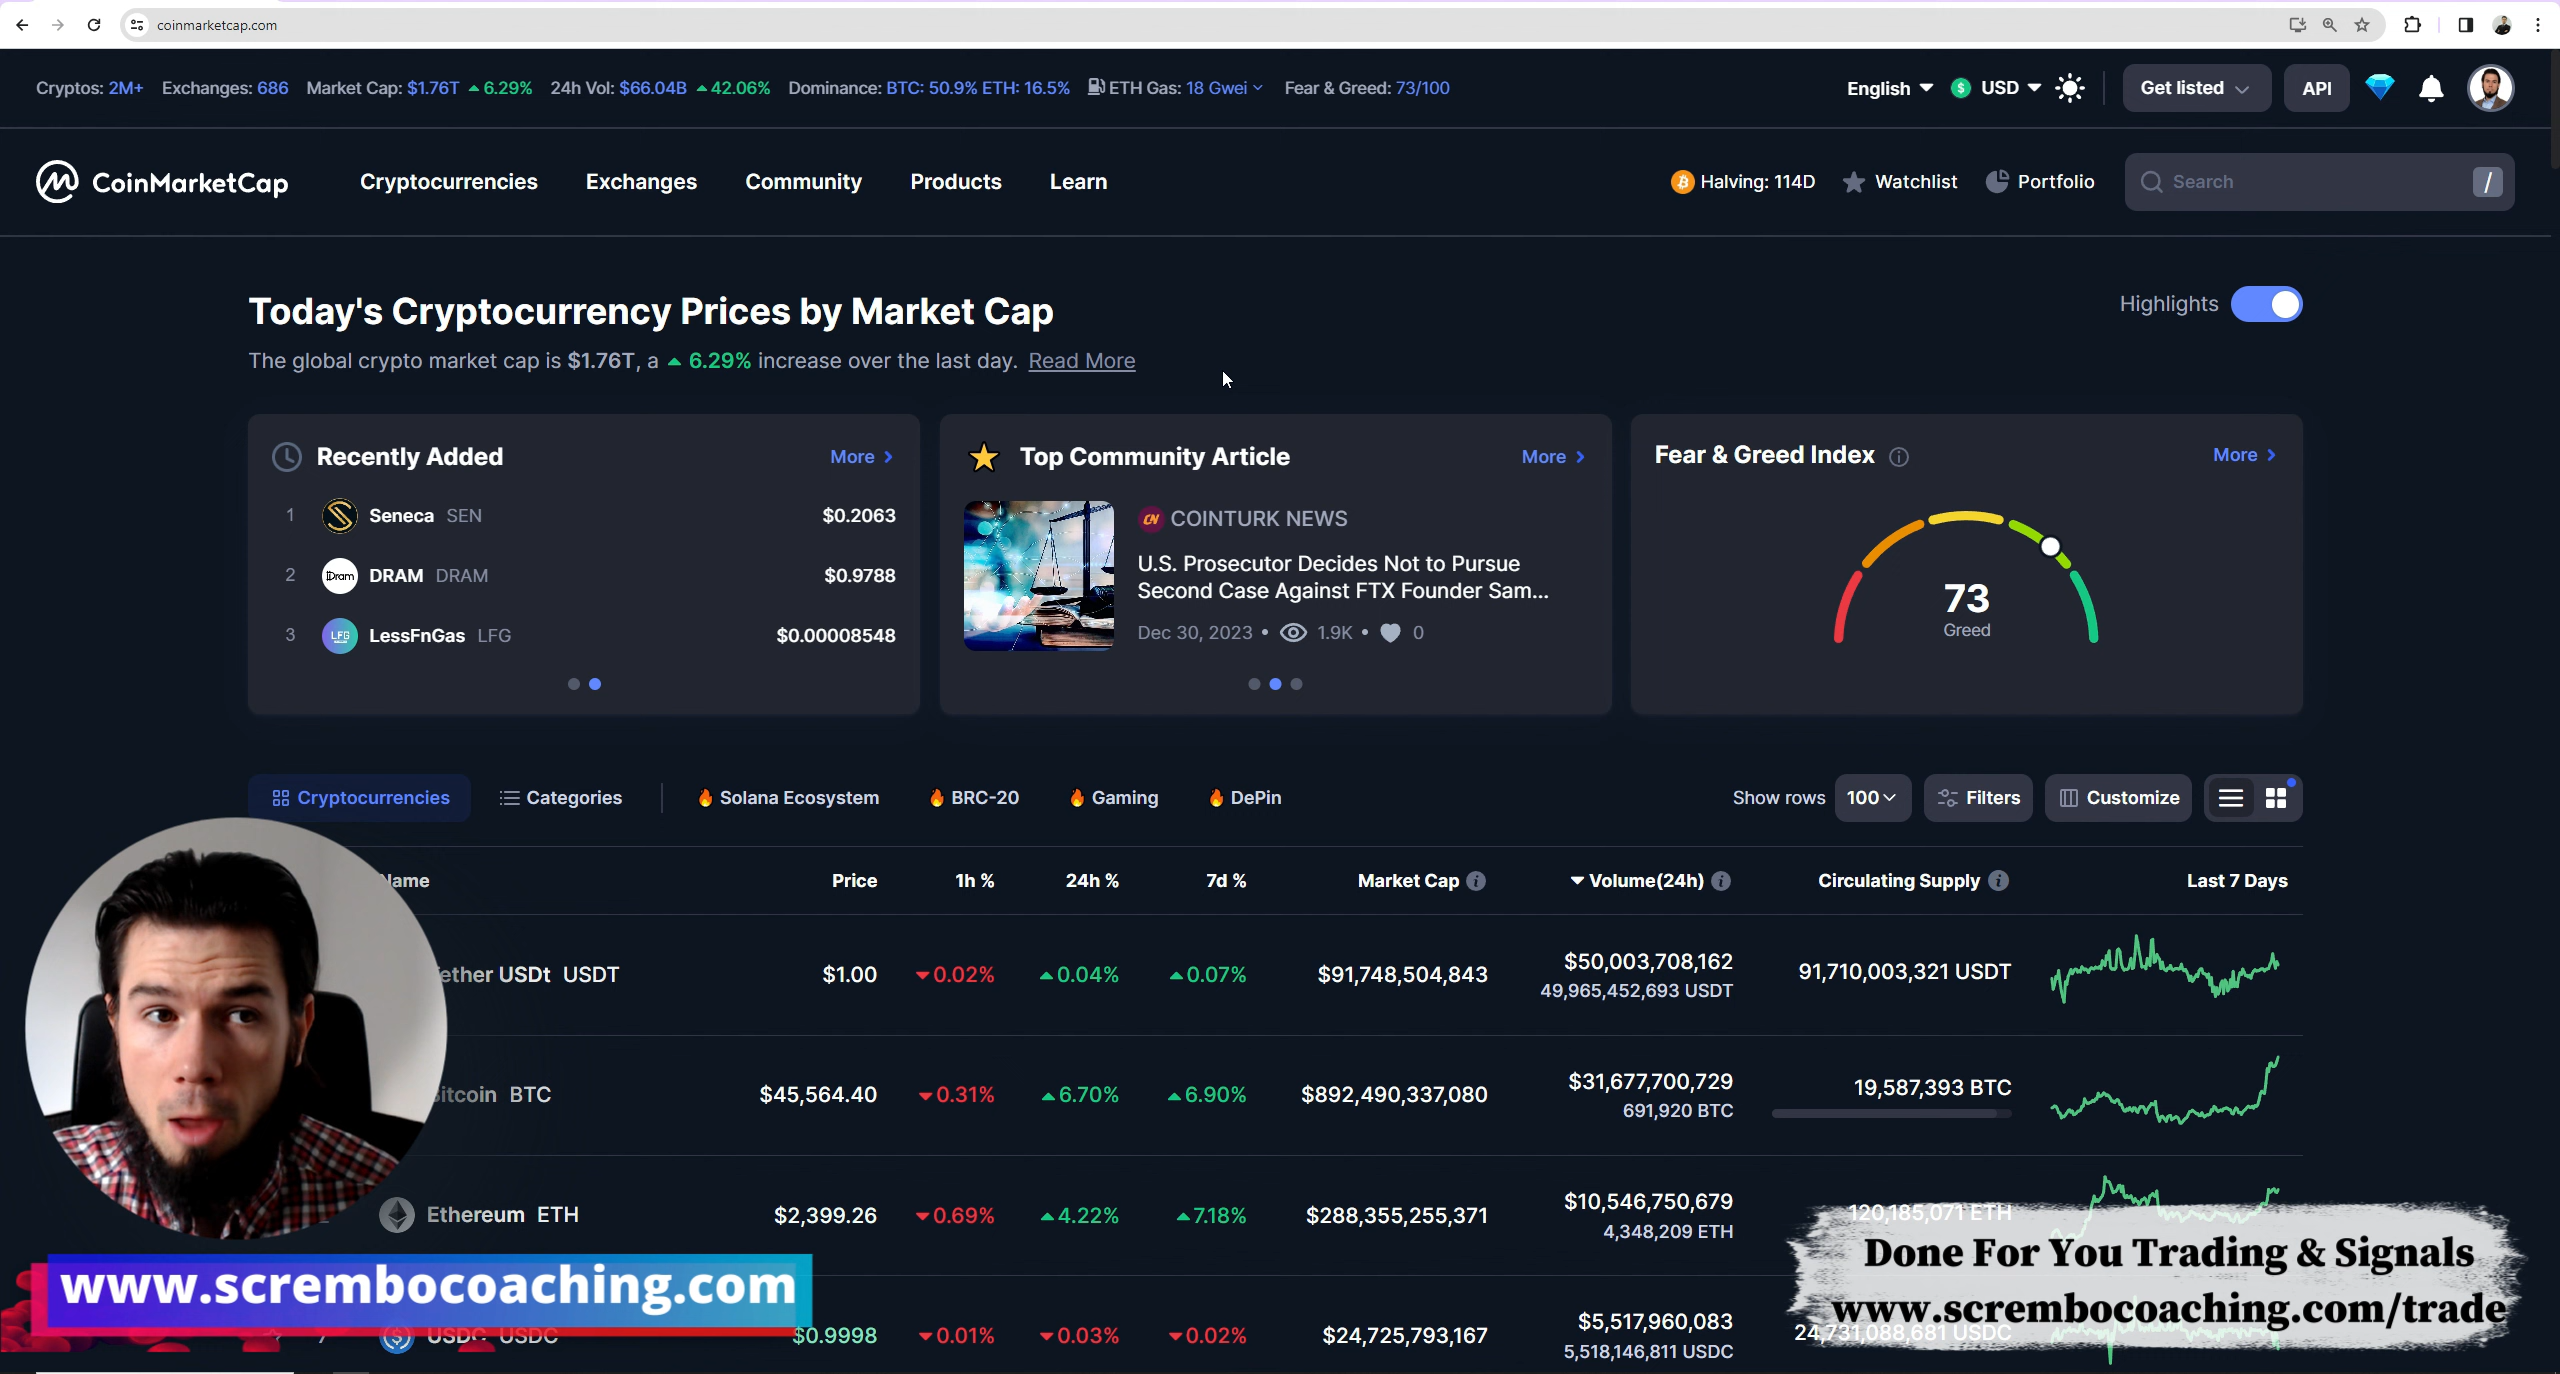 coinmarketcap.com
Cryptos: 2M+ Exchanges: 686 Market Cap: $1.76T 6.29% 24h Vol: $66.04B 42.06% Dominance: BTC: 50.9% ETH: 16.5% ETH Gas: 18 Gwei Fear & Greed: 73/100 English USD Get listed API
CoinMarketCap Cryptocurrencies Exchanges Community Products Learn Halving: 114D Watchlist Portfolio Search /
Today's Cryptocurrency Prices by Market Cap Highlights
The global crypto market cap is $1.76T, a 6.29% increase over the last day. Read More
Recently Added More
1 Seneca SEN $0.2063
2 Dram DRAM DRAM $0.9788
3 LFG LessFnGas LFG $0.00008548
Top Community Article More
CN COINTURK NEWS
U.S. Prosecutor Decides Not to Pursue
Second Case Against FTX Founder Sam...
Dec 30, 2023 • 1.9K • 0
Fear & Greed Index More
73
Greed
Cryptocurrencies Categories Solana Ecosystem BRC-20 Gaming DePin Show rows 100 Filters Customize
Name Price 1h % 24h % 7d % Market Cap Volume(24h) Circulating Supply Last 7 Days
ether USDt USDT $1.00 0.02% 0.04% 0.07% $91,748,504,843 $50,003,708,162 91,710,003,321 USDT
49,965,452,693 USDT
itcoin BTC $45,564.40 0.31% 6.70% 6.90% $892,490,337,080 $31,677,700,729 19,587,393 BTC
691,920 BTC
Ethereum ETH $2,399.26 0.69% 4.22% 7.18% $288,355,255,371 $10,546,750,679 120,185,071 ETH
4,348,209 ETH
7 USDC USDC $0.9998 0.01% 0.03% 0.02% $24,725,793,167 $5,517,960,083 24,731,088,681 USDC
5,518,146,811 USDC
www.scrembocoaching.com
Done For You Trading & Signals
www.scrembocoaching.com/trade